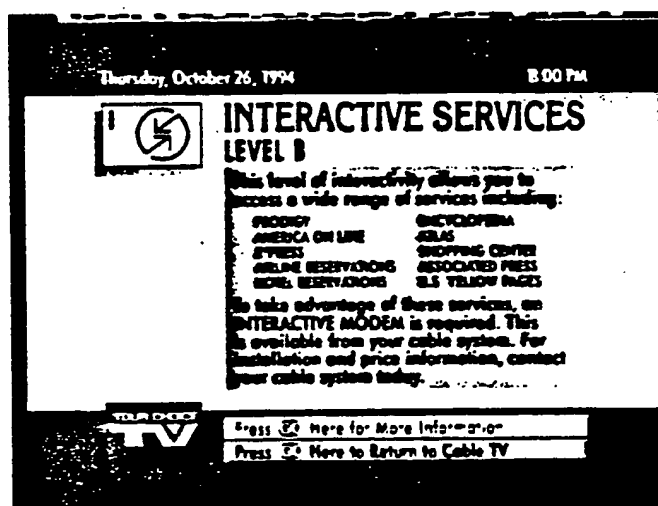 Thursday, October 26, 1994 8:00 PM
INTERACTIVE SERVICES
LEVEL B
This level of interactivity allows you to
access a wide range of services including:
PRODIGY ENCYCLOPEDIA
AMERICA ON LINE ATLAS
X*PRESS SHOPPING CENTER
AIRLINE RESERVATIONS ASSOCIATED PRESS
HOTEL RESERVATIONS U.S. YELLOW PAGES
To take advantage of these services, an
INTERACTIVE MODEM is required. This
is available from your cable system. For
installation and price information, contact
your cable system today.
YOUR CHOICE
TV
Press Here for More Information
Press Here to Return to Cable TV